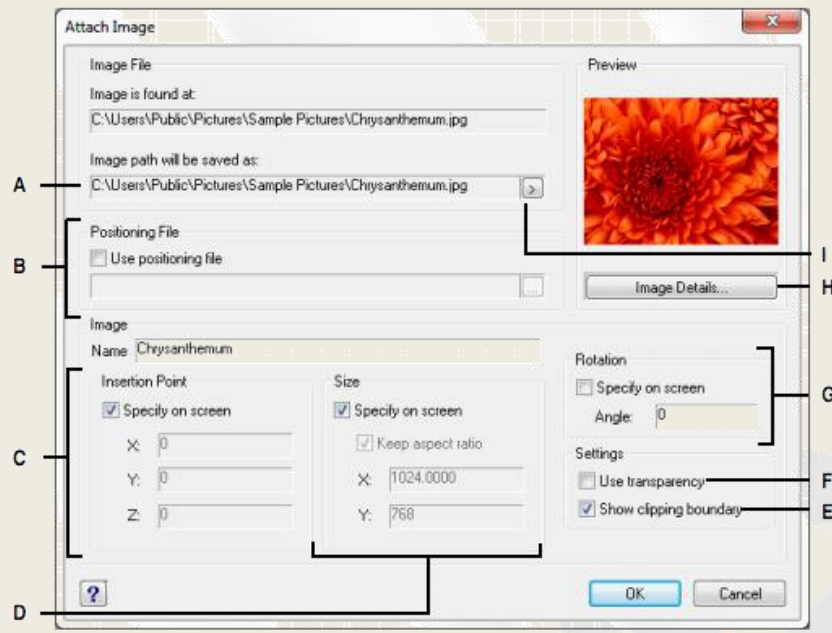 Attach Image
x
Image File
Preview
Image is found at:
C:\Users\Public\Pictures\Sample Pictures\Chrysanthemum.jpg
Image path will be saved as:
A
C:\Users\Public\Pictures\Sample Pictures\Chrysanthemum.jpg
>
Positioning File
B
Use positioning file
...
I
Image Details...
H
Image
Name
Chrysanthemum
Insertion Point
Size
Rotation
Specify on screen
Specify on screen
Specify on screen
G
Keep aspect ratio
Angle:
0
C
X:
0
X:
1024.0000
Settings
Y:
0
Y:
768
Use transparency
F
Z:
0
Show clipping boundary
E
D
?
OK
Cancel